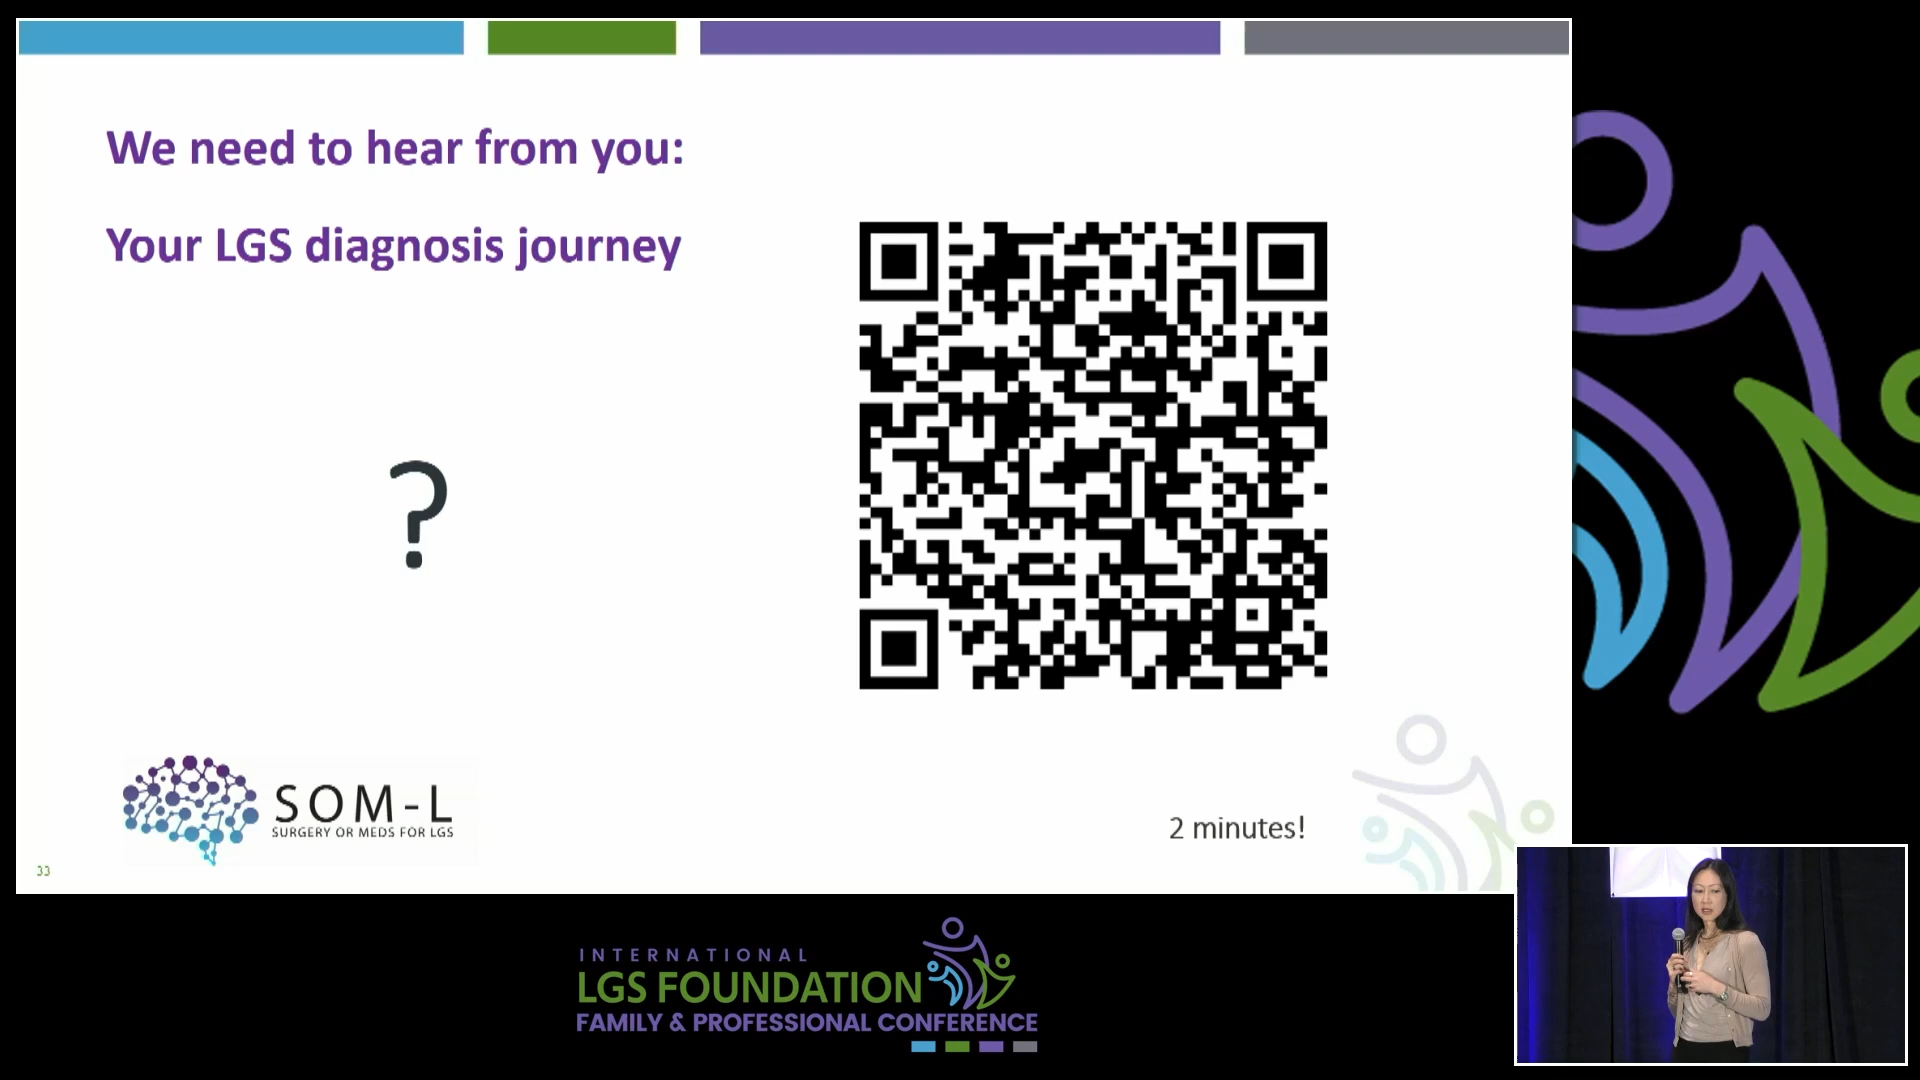 We need to hear from you:
Your LGS diagnosis journey
?
SOM-L
SURGERY OR MEDS FOR LGS
2 minutes!
33
INTERNATIONAL
LGS FOUNDATION
FAMILY & PROFESSIONAL CONFERENCE